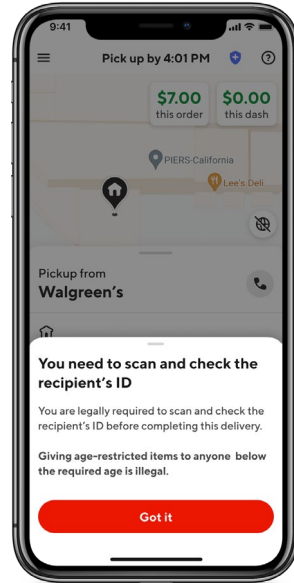 9:41
Pick up by 4:01 PM
$7.00
this order
$0.00
this dash
PIERS-California
Lee's Deli
Pickup from
Walgreen's
You need to scan and check the
recipient's ID
You are legally required to scan and check the
recipient's ID before completing this delivery.
Giving age-restricted items to anyone below
the required age is illegal.
Got it